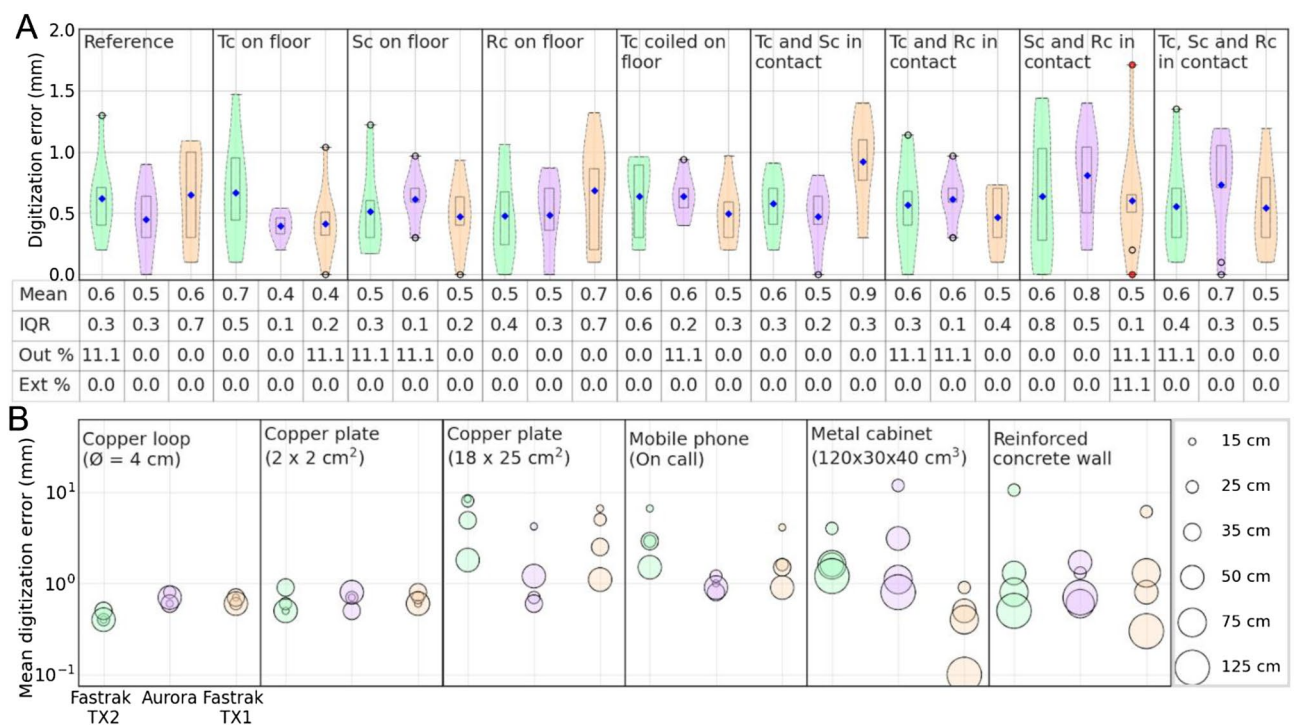 A
Digitization error (mm)
2.0
1.5
1.0
0.5
0.0
Reference
Tc on floor
Sc on floor
Rc on floor
Tc coiled on
floor
Tc and Sc in
contact
Tc and Rc in
contact
Sc and Rc in
contact
Tc, Sc and Rc
in contact
Mean 0.6 0.5 0.6 0.7 0.4 0.4 0.5 0.6 0.5 0.5 0.5 0.7 0.6 0.6 0.5 0.6 0.5 0.9 0.6 0.6 0.5 0.6 0.8 0.5 0.6 0.7 0.5
IQR 0.3 0.3 0.7 0.5 0.1 0.2 0.3 0.1 0.2 0.4 0.3 0.7 0.6 0.2 0.3 0.3 0.2 0.3 0.3 0.1 0.4 0.8 0.5 0.1 0.4 0.3 0.5
Out % 11.1 0.0 0.0 0.0 0.0 11.1 11.1 11.1 0.0 0.0 0.0 0.0 0.0 11.1 0.0 0.0 0.0 0.0 11.1 11.1 0.0 0.0 0.0 11.1 11.1 0.0 0.0
Ext % 0.0 0.0 0.0 0.0 0.0 0.0 0.0 0.0 0.0 0.0 0.0 0.0 0.0 0.0 0.0 0.0 0.0 0.0 0.0 0.0 0.0 0.0 0.0 11.1 0.0 0.0 0.0
B
Mean digitization error (mm)
10¹
10⁰
10⁻¹
Copper loop
(Ø = 4 cm)
Copper plate
(2 x 2 cm²)
Copper plate
(18 x 25 cm²)
Mobile phone
(On call)
Metal cabinet
(120x30x40 cm³)
Reinforced
concrete wall
15 cm
25 cm
35 cm
50 cm
75 cm
125 cm
Fastrak
TX2
Aurora
Fastrak
TX1